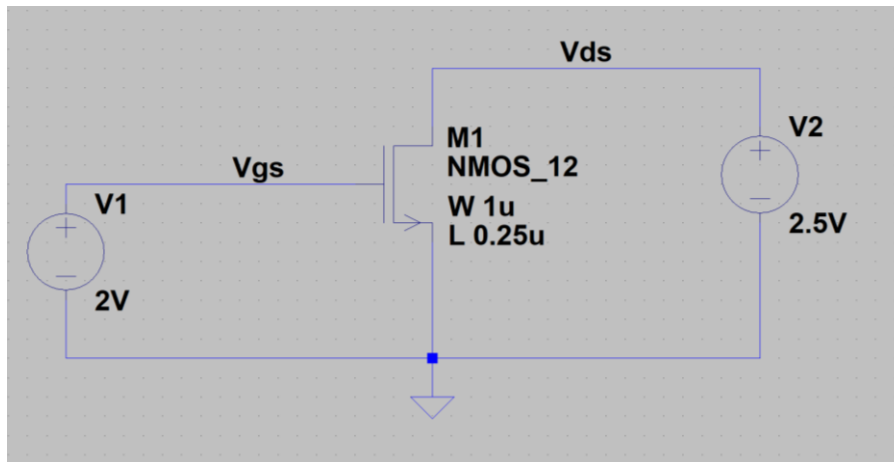 Vds
M1
NMOS_12
W 1u
L 0.25u
V2
2.5V
Vgs
V1
2V